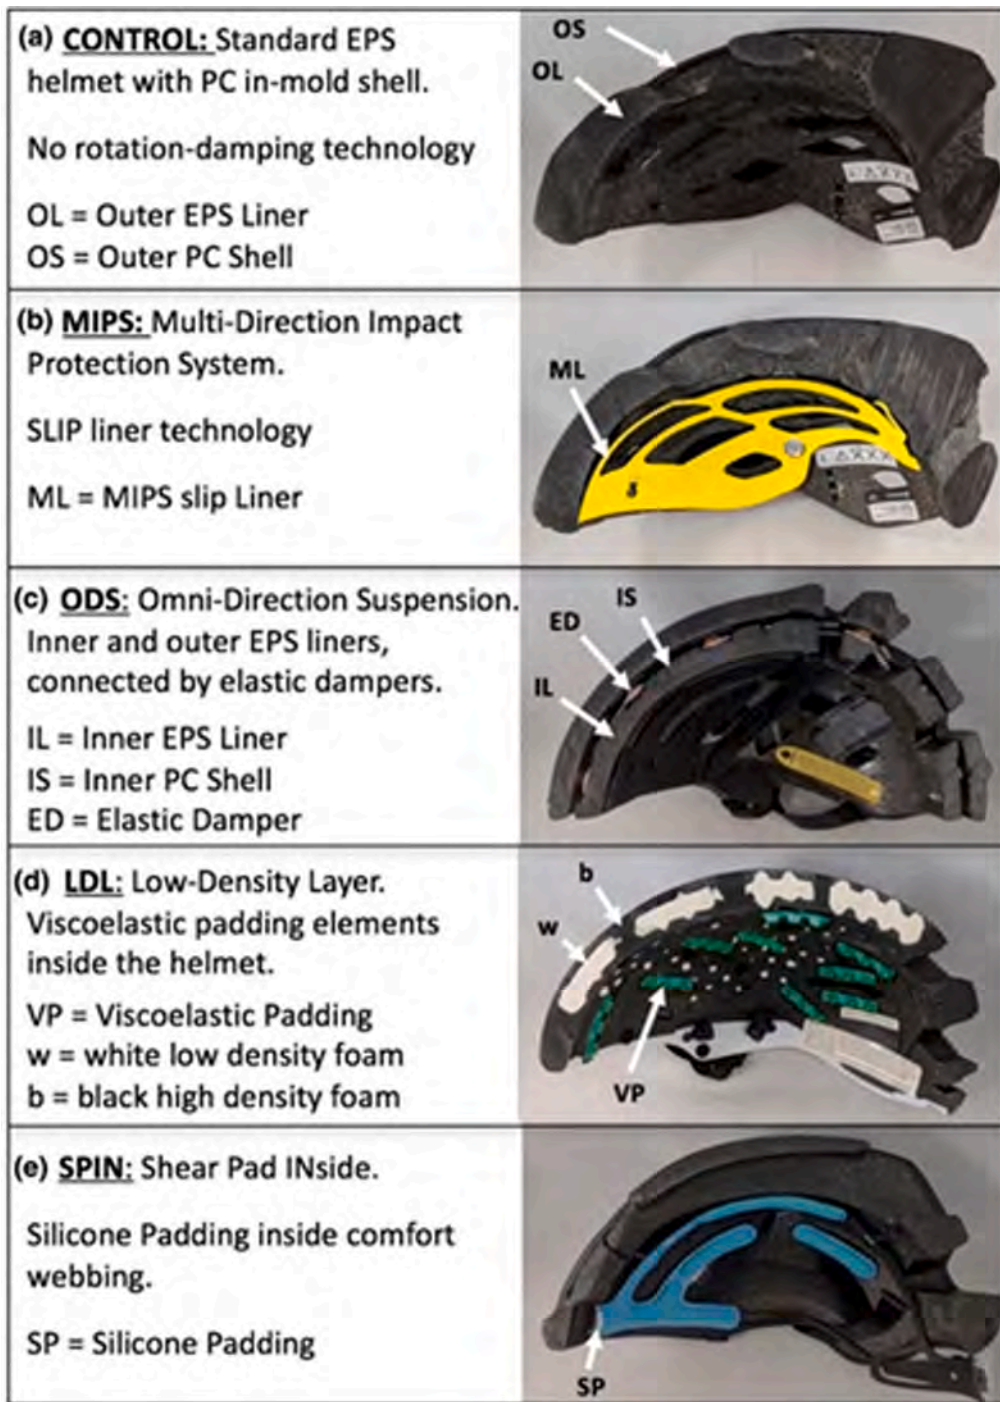 (a) CONTROL: Standard EPS
helmet with PC in-mold shell.
No rotation-damping technology
OL = Outer EPS Liner
OS = Outer PC Shell
OS
OL
(b) MIPS: Multi-Direction Impact
Protection System.
SLIP liner technology
ML = MIPS slip Liner
ML
(c) ODS: Omni-Direction Suspension.
Inner and outer EPS liners,
connected by elastic dampers.
IL = Inner EPS Liner
IS = Inner PC Shell
ED = Elastic Damper
IS
ED
IL
(d) LDL: Low-Density Layer.
Viscoelastic padding elements
inside the helmet.
VP = Viscoelastic Padding
w = white low density foam
b = black high density foam
b
w
VP
(e) SPIN: Shear Pad INside.
Silicone Padding inside comfort
webbing.
SP = Silicone Padding
SP